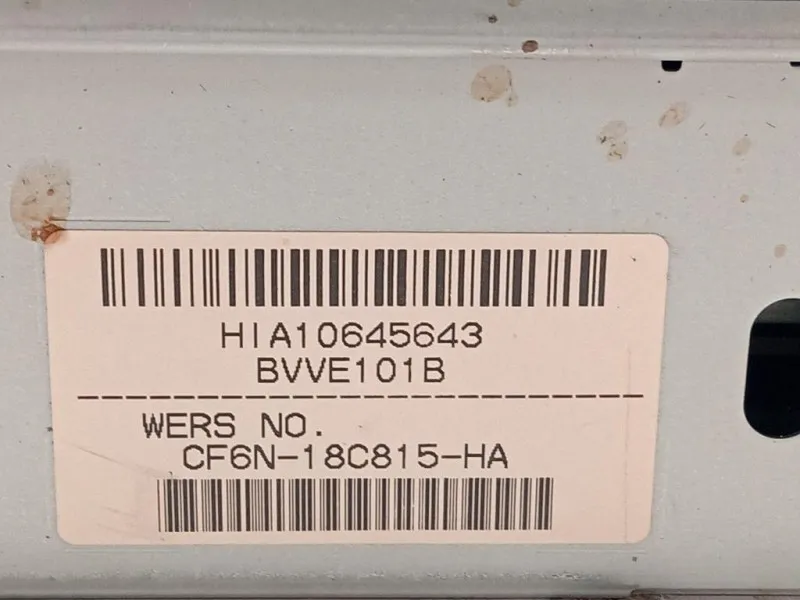 HIA10645643
BVVE101B
WERS NO.
CF6N-18C815-HA